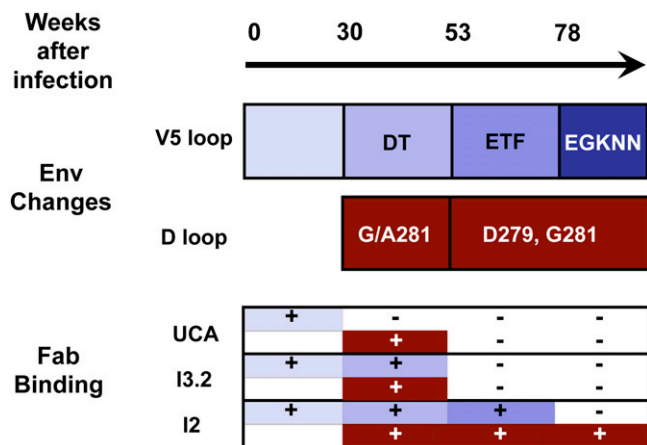 Weeks after infection
0 30 53 78
Env Changes
V5 loop DT ETF EGKNN
D loop G/A281 D279, G281
Fab Binding
UCA
+ - - -
+ - -
I3.2
+ + - -
+ - -
I2
+ + + -
+ + +